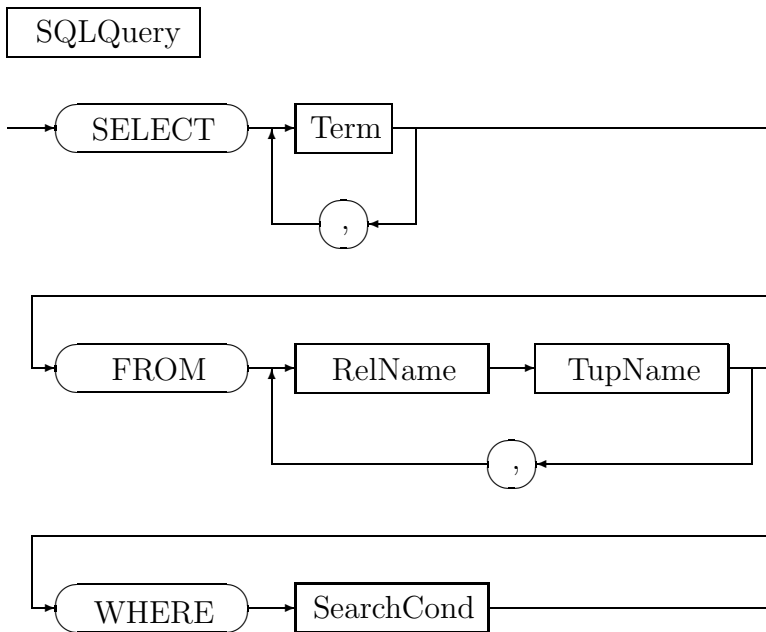 SQLQuery
SELECT Term
,
FROM RelName TupName
,
WHERE SearchCond